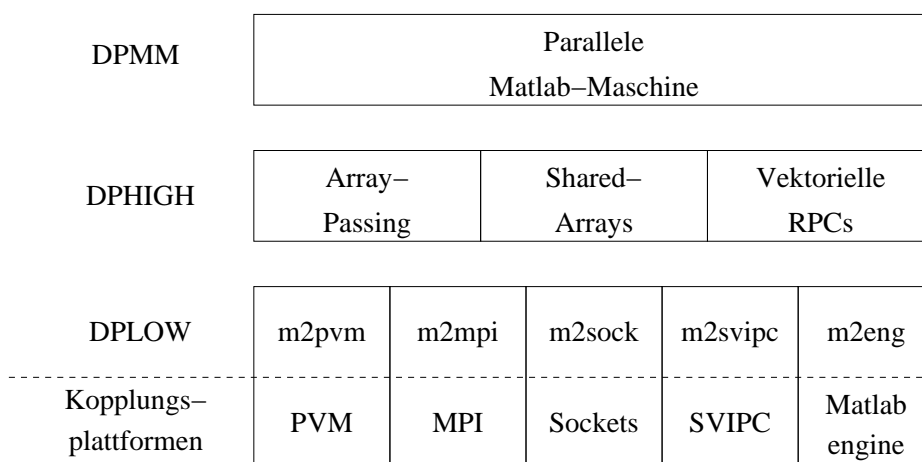 DPMM
Parallele
Matlab−Maschine
DPHIGH
Array−
Passing
Shared−
Arrays
Vektorielle
RPCs
DPLOW
m2pvm
m2mpi
m2sock
m2svipc
m2eng
Kopplungs−
plattformen
PVM
MPI
Sockets
SVIPC
Matlab
engine